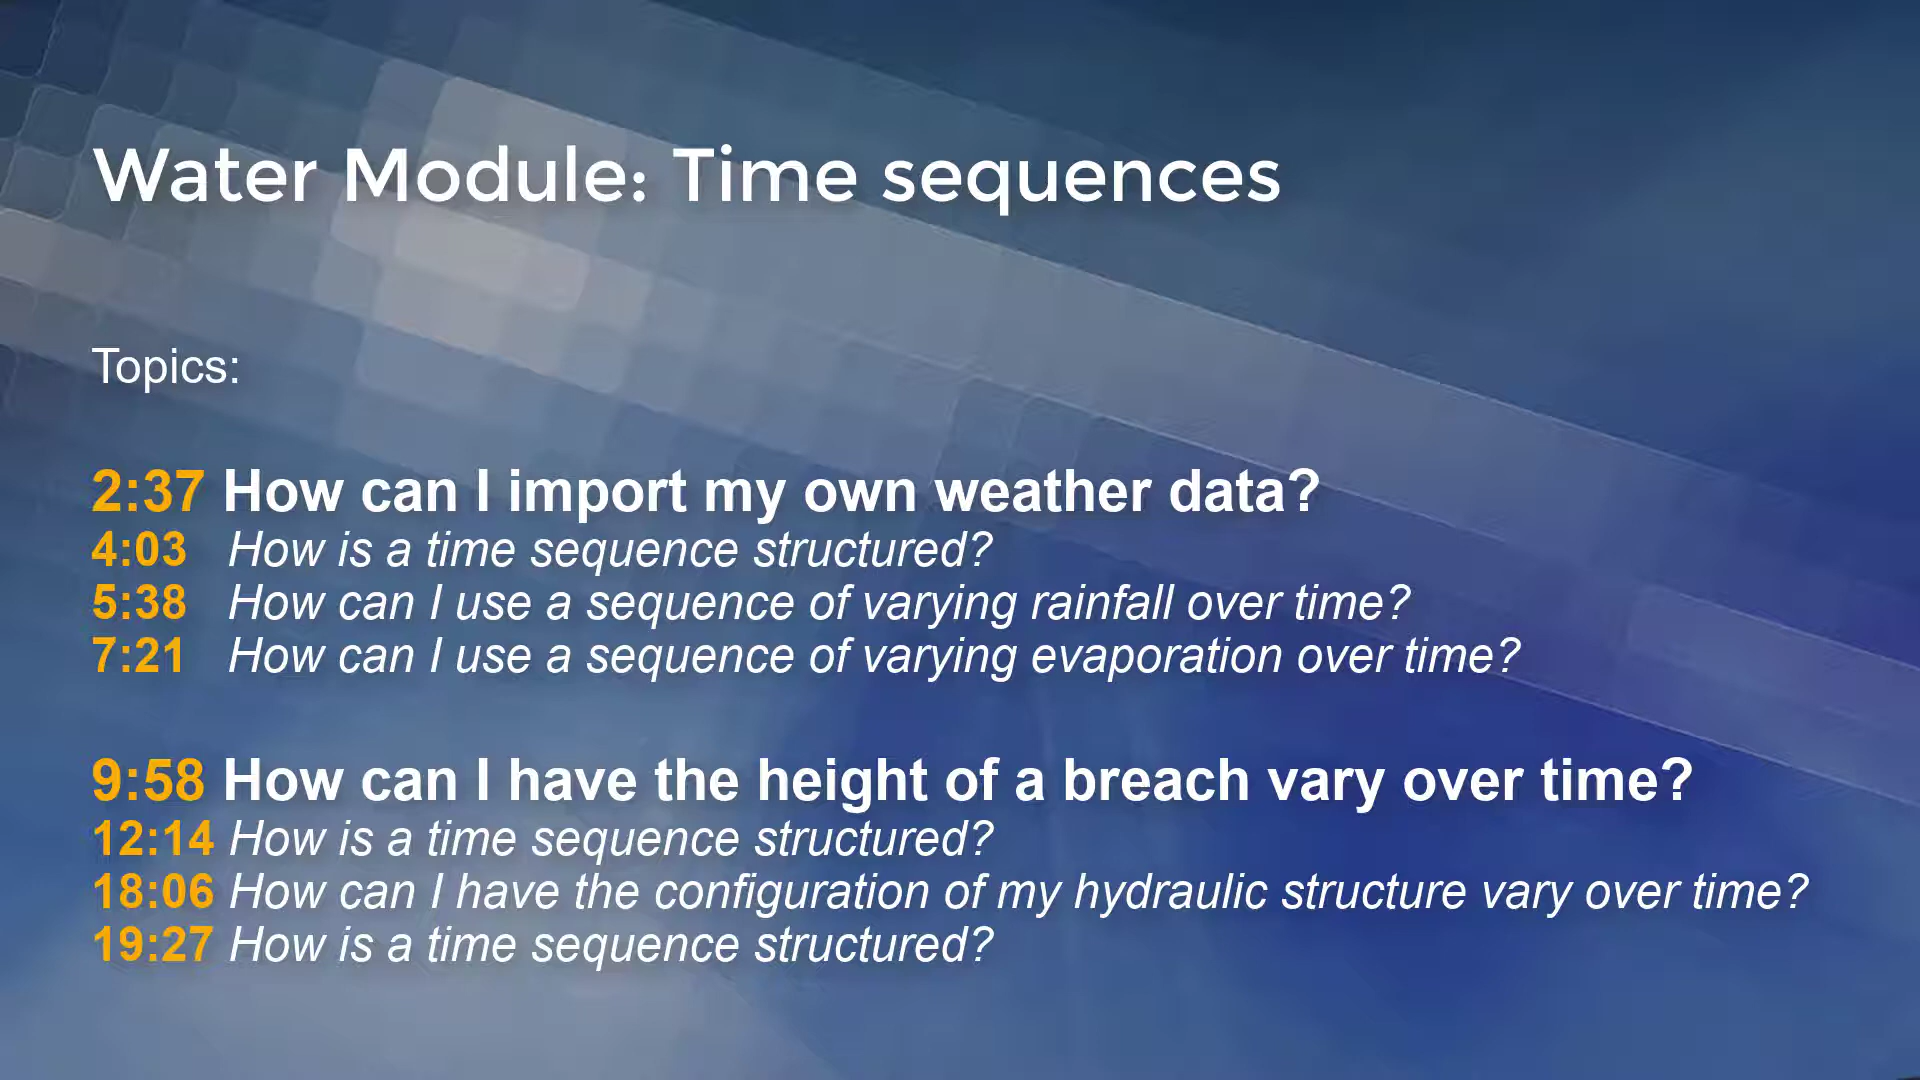 Water Module: Time sequences
Topics:
2:37 How can I import my own weather data?
4:03 How is a time sequence structured?
5:38 How can I use a sequence of varying rainfall over time?
7:21 How can I use a sequence of varying evaporation over time?
9:58 How can I have the height of a breach vary over time?
12:14 How is a time sequence structured?
18:06 How can I have the configuration of my hydraulic structure vary over time?
19:27 How is a time sequence structured?